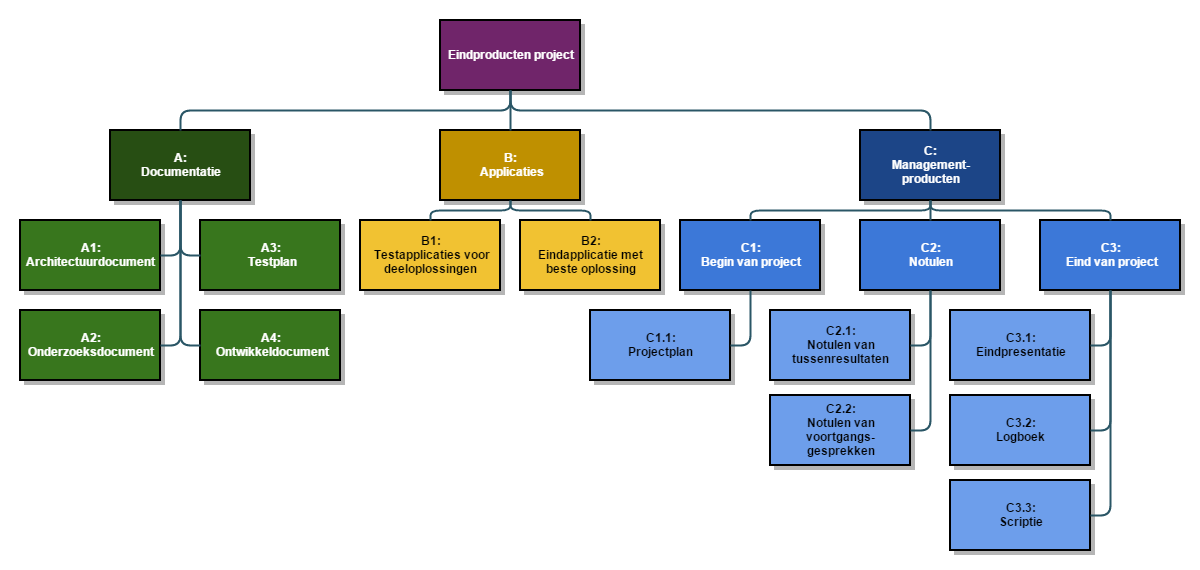 Eindproducten project
A:
Documentatie
B:
Applicaties
C:
Management-
producten
A1:
Architectuurdocument
A3:
Testplan
B1:
Testapplicaties voor
deeloplossingen
B2:
Eindapplicatie met
beste oplossing
C1:
Begin van project
C2:
Notulen
C3:
Eind van project
A2:
Onderzoeksdocument
A4:
Ontwikkeldocument
C1.1:
Projectplan
C2.1:
Notulen van
tussenresultaten
C3.1:
Eindpresentatie
C2.2:
Notulen van
voortgangs-
gesprekken
C3.2:
Logboek
C3.3:
Scriptie